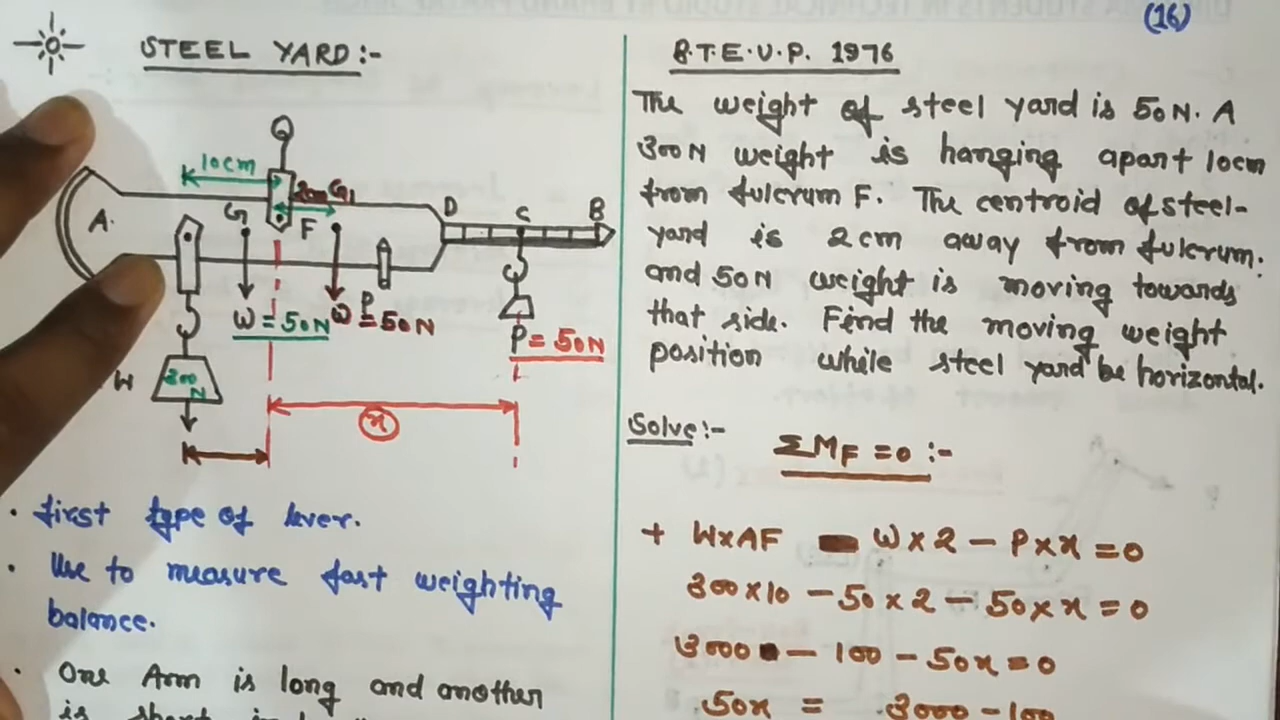 (16)
STEEL YARD:-
10cm
2cm G1
A.
G
F
D
C
B
W = 50N
W
P = 50N
P = 50N
W
300
N
x
• first type of lever.
• Use to measure fast weighting
balance.
• One Arm is long and another
B.T.E.U.P. 1976
The weight of steel yard is 50N. A
300N weight is hanging apart 10cm
from fulcrum F. The centroid of steel-
yard is 2cm away from fulcrum.
and 50N weight is moving towards
that side. Find the moving weight
position while steel yard be horizontal.
Solve:-
ΣMF = 0 :-
+ W×AF - W×2 - P×x = 0
300×10 - 50×2 - 50×x = 0
3000 - 100 - 50x = 0
50x = 3000-100